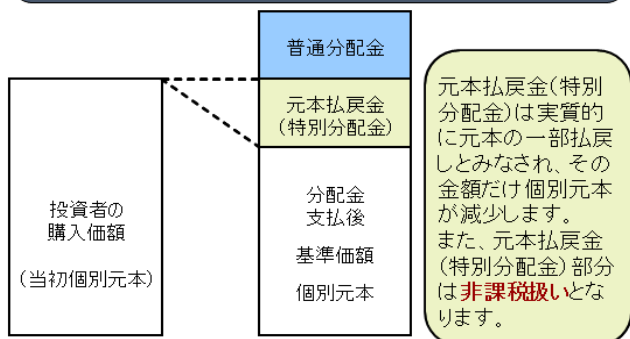 普通分配金
元本払戻金
(特別分配金)
投資者の
購入価額
(当初個別元本)
分配金
支払後
基準価額
個別元本
元本払戻金(特別
分配金)は実質的
に元本の一部払戻
しとみなされ、その
金額だけ個別元本
が減少します。
また、元本払戻金
(特別分配金)部分
は非課税扱いとな
ります。